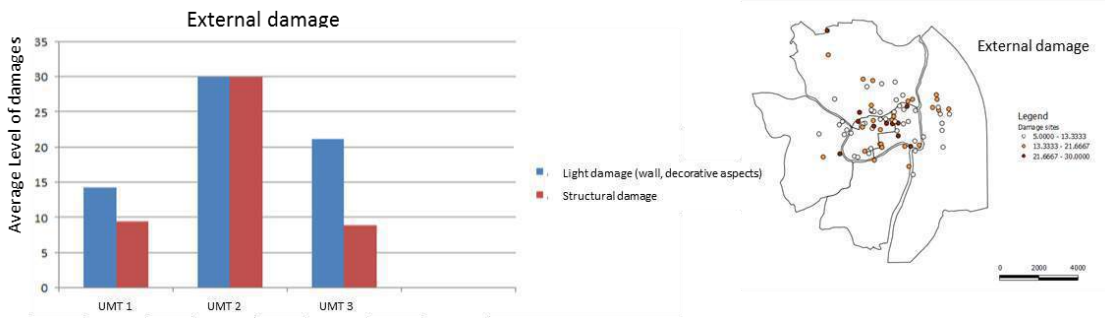 External damage
Average Level of damages
35
30
25
20
15
10
5
0
UMT 1
UMT 2
UMT 3
Light damage (wall, decorative aspects)
Structural damage
External damage
Legend
Damage sites
5.0000 - 13.3333
13.3333 - 21.6667
21.6667 - 30.0000
0 2000 4000